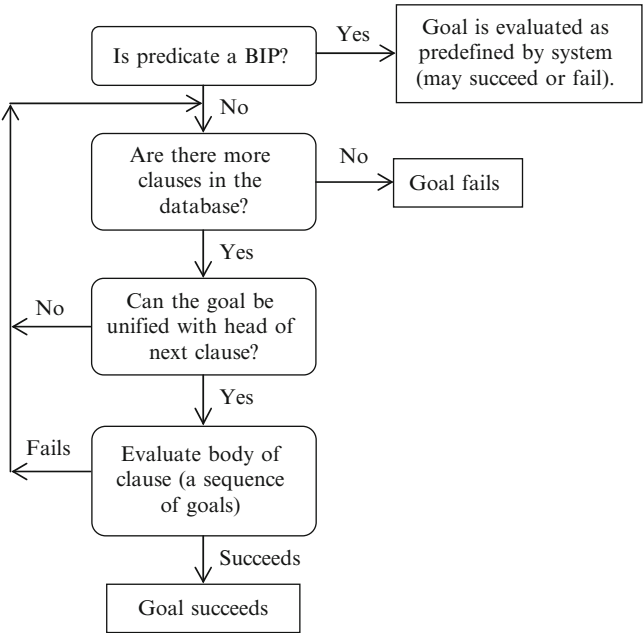 Is predicate a BIP?
Yes
Goal is evaluated as
predefined by system
(may succeed or fail).
No
Are there more
clauses in the
database?
No
Goal fails
Yes
Can the goal be
unified with head of
next clause?
No
Yes
Evaluate body of
clause (a sequence
of goals)
Fails
Succeeds
Goal succeeds